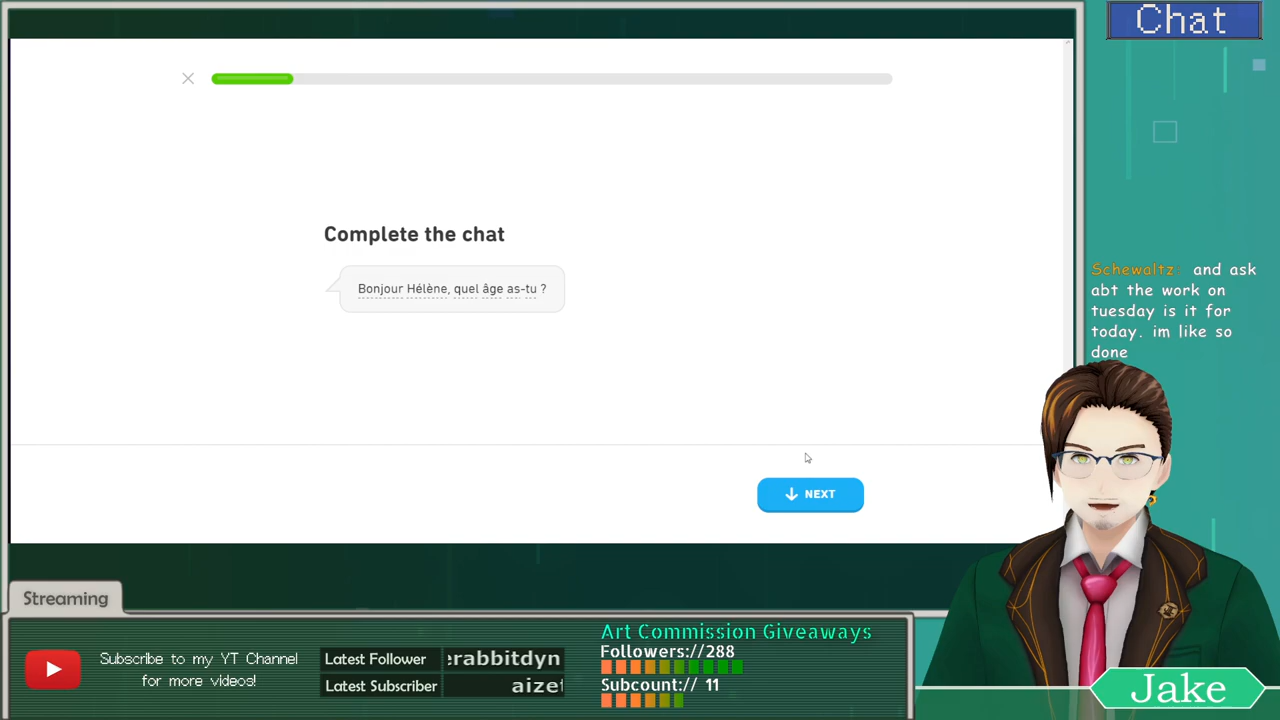 Chat
Complete the chat
Bonjour Hélène, quel âge as-tu ?
NEXT
Schewaltz: and ask
abt the work on
tuesday is it for
today. im like so
done
Streaming
Subscribe to my YT Channel
for more videos!
Latest Follower
erabbitdyn
Latest Subscriber
aizet
Art Commission Giveaways
Followers://288
Subcount:// 11
Jake